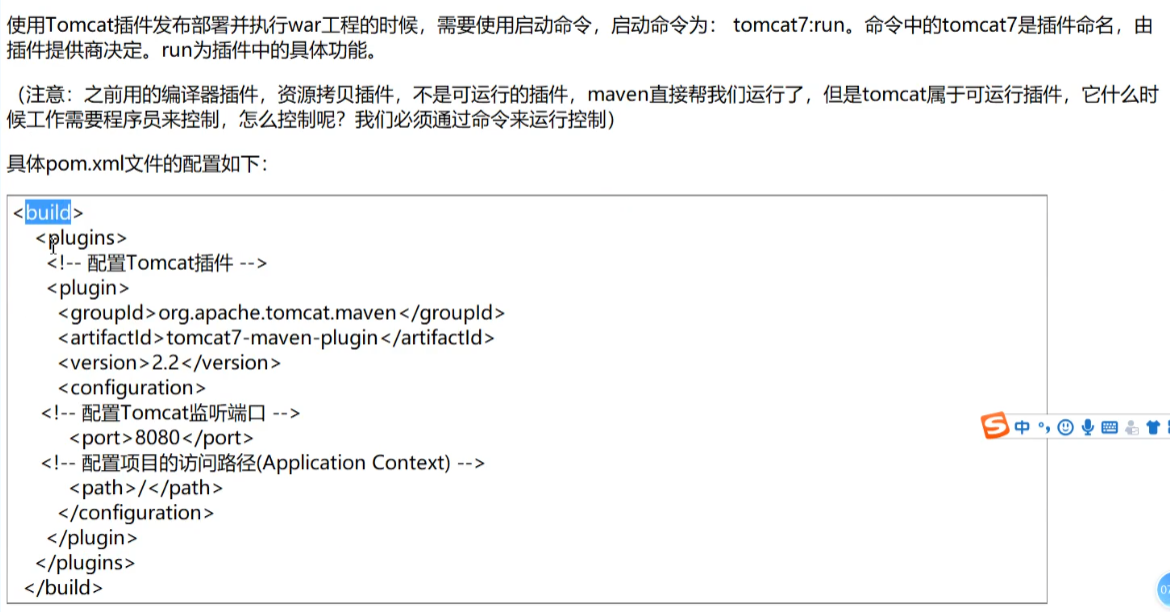 使用Tomcat插件发布部署并执行war工程的时候，需要使用启动命令，启动命令为： tomcat7:run。命令中的tomcat7是插件命名，由
插件提供商决定。run为插件中的具体功能。
（注意：之前用的编译器插件，资源拷贝插件，不是可运行的插件，maven直接帮我们运行了，但是tomcat属于可运行插件，它什么时
候工作需要程序员来控制，怎么控制呢？我们必须通过命令来运行控制）
具体pom.xml文件的配置如下：
<build>
<plugins>
<!-- 配置Tomcat插件 -->
<plugin>
<groupId>org.apache.tomcat.maven</groupId>
<artifactId>tomcat7-maven-plugin</artifactId>
<version>2.2</version>
<configuration>
<!-- 配置Tomcat监听端口 -->
<port>8080</port>
<!-- 配置项目的访问路径(Application Context) -->
<path>/</path>
</configuration>
</plugin>
</plugins>
</build>
S 中 °,